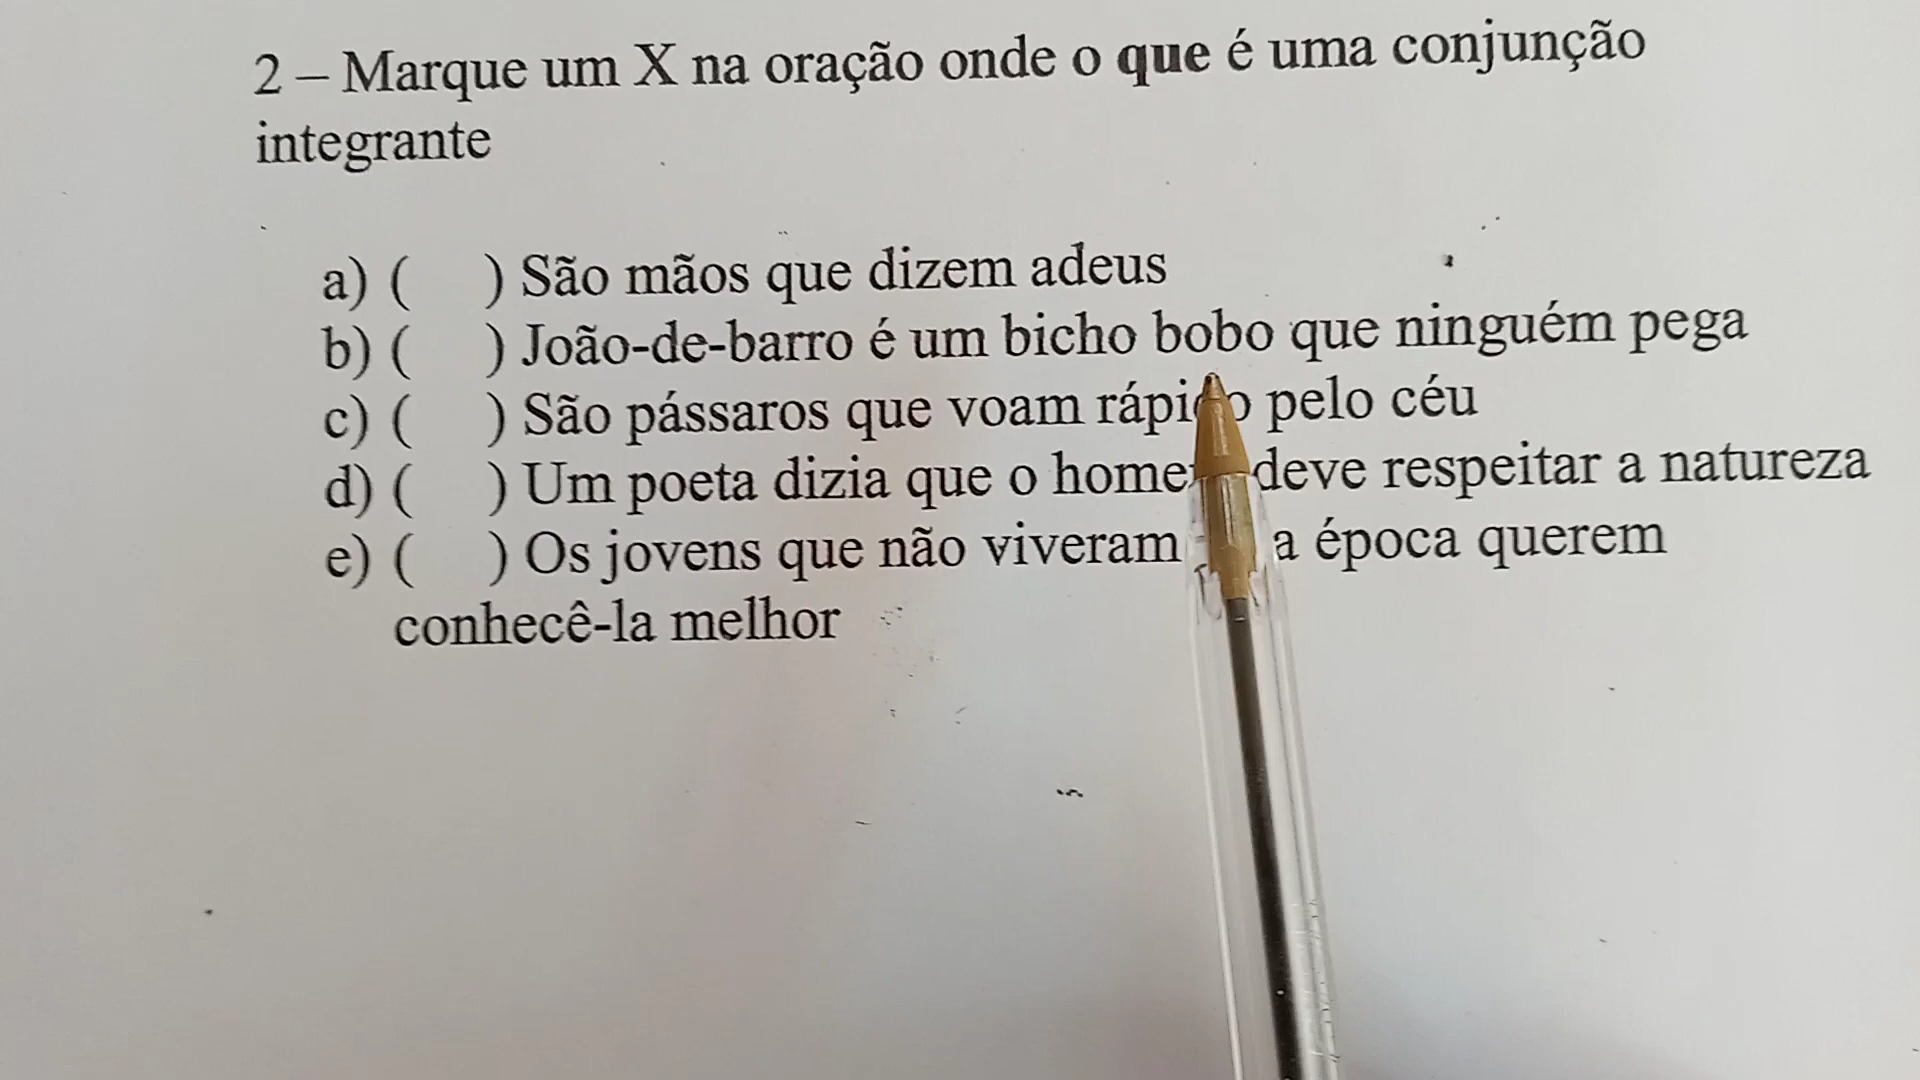 2 – Marque um X na oração onde o que é uma conjunção
integrante
a) ( ) São mãos que dizem adeus
b) ( ) João-de-barro é um bicho bobo que ninguém pega
c) ( ) São pássaros que voam rápido pelo céu
d) ( ) Um poeta dizia que o homem deve respeitar a natureza
e) ( ) Os jovens que não viveram a época querem
conhecê-la melhor